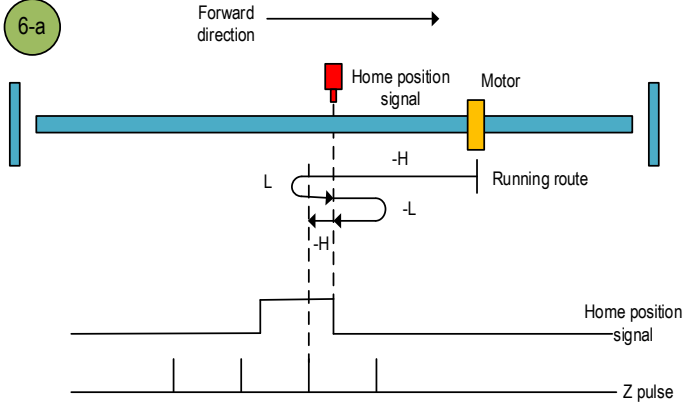 6-a
Forward
direction
Home position
signal
Motor
-H
Running route
L
-L
-H
Home position
signal
Z pulse